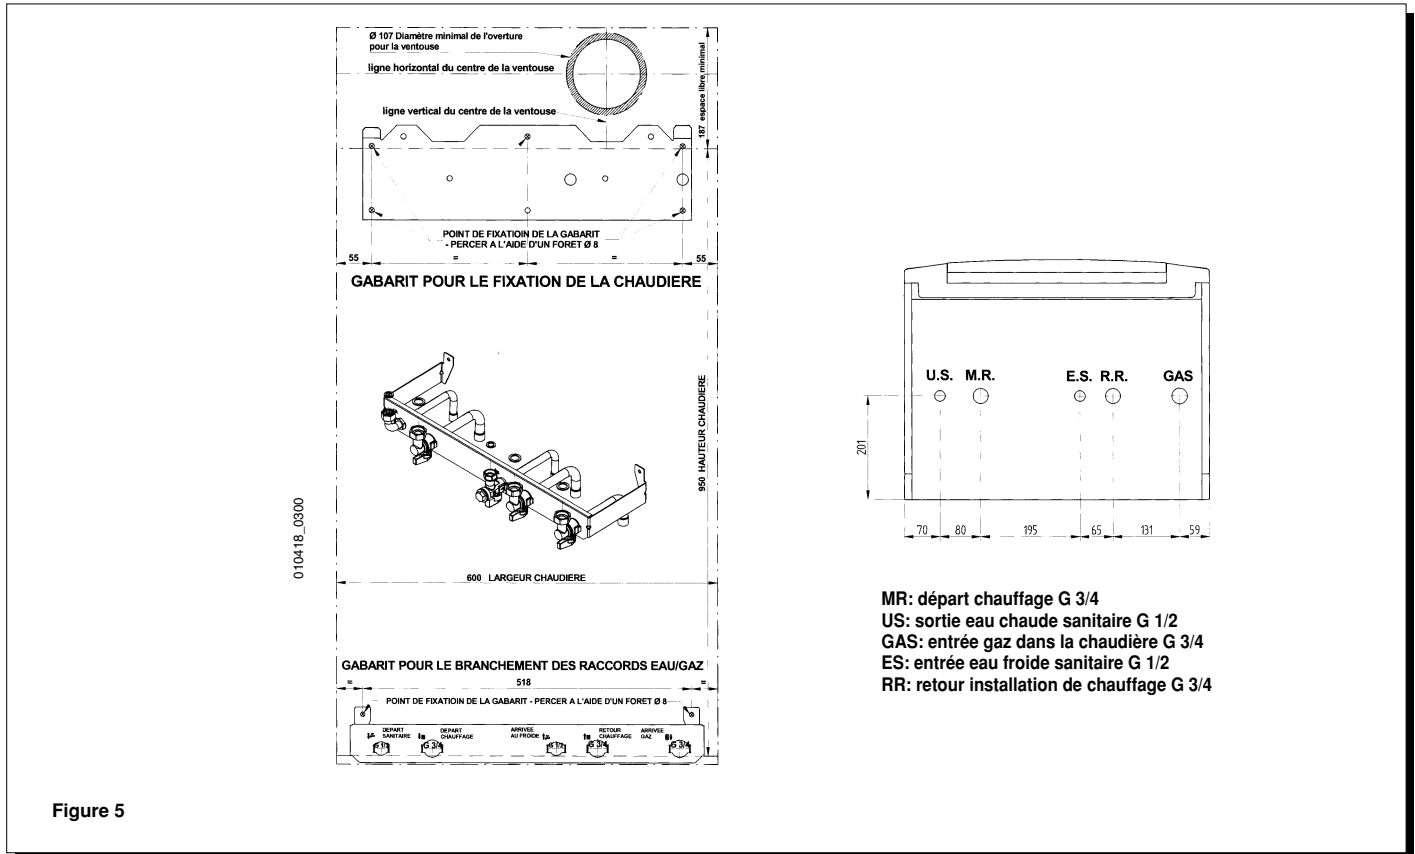 Ø 107 Diamètre minimal de l'overture
pour la ventouse
ligne horizontal du centre de la ventouse
ligne vertical du centre de la ventouse
187 espace libre minimal
POINT DE FIXATIOIN DE LA GABARIT
- PERCER A L'AIDE D'UN FORET Ø 8
55 = = 55
GABARIT POUR LE FIXATION DE LA CHAUDIERE
950 HAUTEUR CHAUDIERE
010418_0300
600 LARGEUR CHAUDIERE
GABARIT POUR LE BRANCHEMENT DES RACCORDS EAU/GAZ
= 518 =
POINT DE FIXATIOIN DE LA GABARIT - PERCER A L'AIDE D'UN FORET Ø 8
DEPART
SANITAIRE
G 1/2
DEPART
CHAUFFAGE
G 3/4
ARRIVEE
AU FROIDE
G 1/2
RETOUR
CHAUFFAGE
G 3/4
ARRIVEE
GAZ
G 3/4
U.S. M.R. E.S. R.R. GAS
201
70 80 195 65 131 59
MR: départ chauffage G 3/4
US: sortie eau chaude sanitaire G 1/2
GAS: entrée gaz dans la chaudière G 3/4
ES: entrée eau froide sanitaire G 1/2
RR: retour installation de chauffage G 3/4
Figure 5